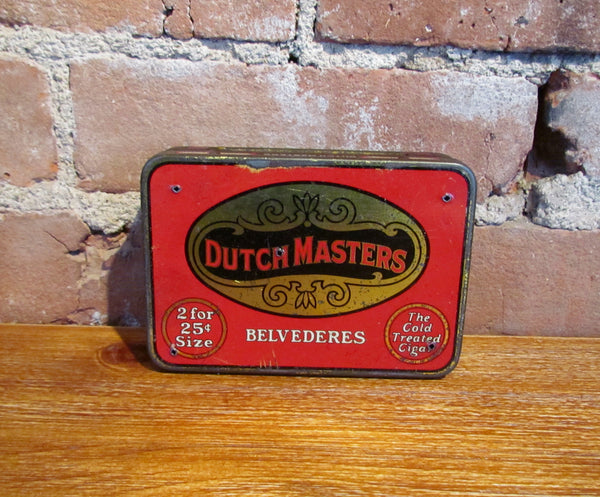 DUTCH MASTERS
2 for
25¢
Size
BELVEDERES
The
Cold
Treated
Cigar